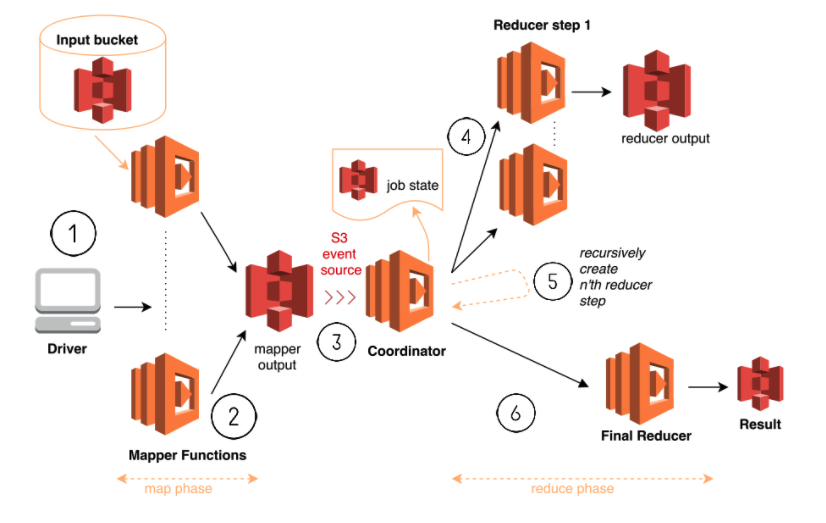 Input bucket
Reducer step 1
reducer output
4
job state
1
S3
event
source
5
recursively
create
n'th reducer
step
Driver
mapper
output
3
Coordinator
2
6
Mapper Functions
Final Reducer
Result
map phase
reduce phase